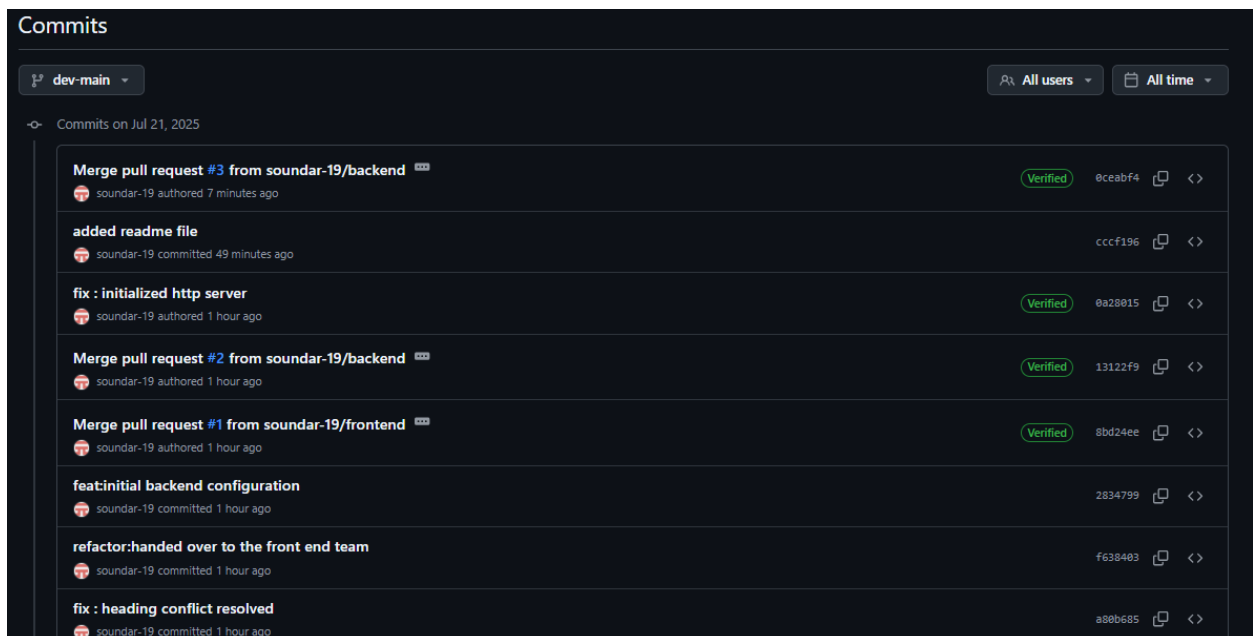 Commits
dev-main
All users
All time
Commits on Jul 21, 2025
Merge pull request #3 from soundar-19/backend
soundar-19 authored 7 minutes ago
Verified
0ceabf4
added readme file
soundar-19 committed 49 minutes ago
cccf196
fix : initialized http server
soundar-19 authored 1 hour ago
Verified
0a28015
Merge pull request #2 from soundar-19/backend
soundar-19 authored 1 hour ago
Verified
13122f9
Merge pull request #1 from soundar-19/frontend
soundar-19 authored 1 hour ago
Verified
8bd24ee
feat:initial backend configuration
soundar-19 committed 1 hour ago
2834799
refactor:handed over to the front end team
soundar-19 committed 1 hour ago
f638403
fix : heading conflict resolved
soundar-19 committed 1 hour ago
a80b685